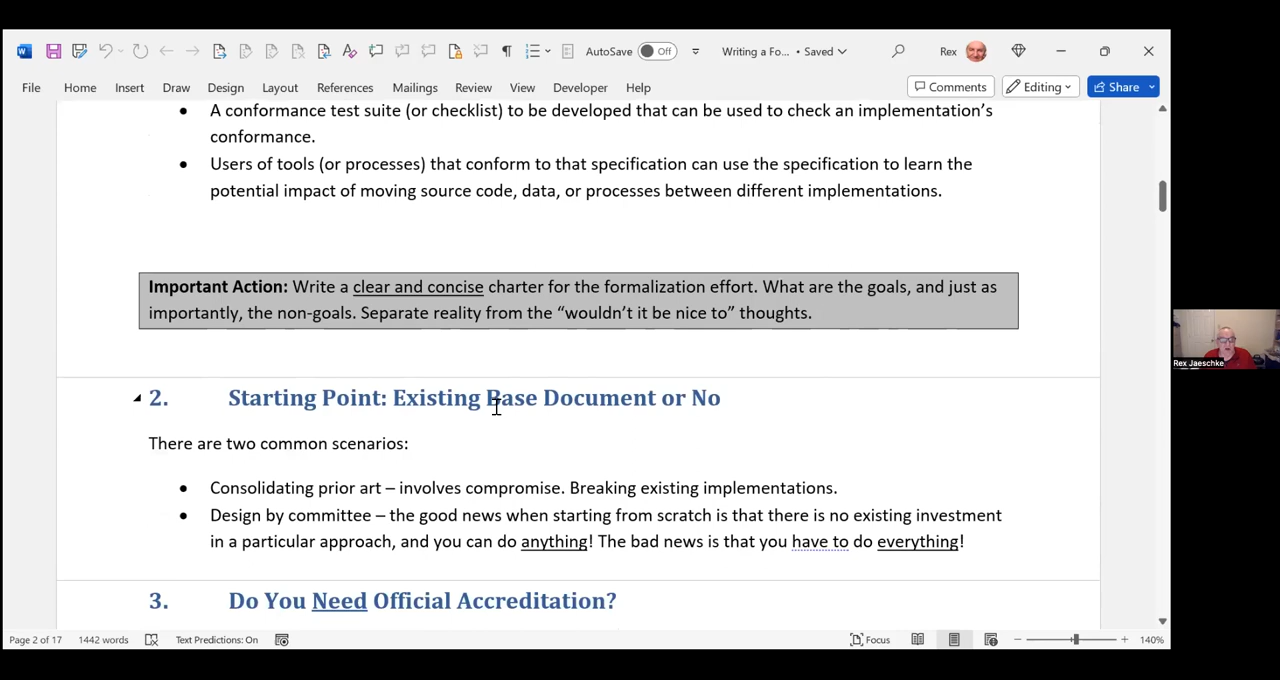 AutoSave Off Writing a Fo... • Saved Rex
File Home Insert Draw Design Layout References Mailings Review View Developer Help Comments Editing Share
• A conformance test suite (or checklist) to be developed that can be used to check an implementation’s
conformance.
• Users of tools (or processes) that conform to that specification can use the specification to learn the
potential impact of moving source code, data, or processes between different implementations.
Important Action: Write a clear and concise charter for the formalization effort. What are the goals, and just as
importantly, the non-goals. Separate reality from the “wouldn’t it be nice to” thoughts.
Rex Jaeschke
2. Starting Point: Existing Base Document or No
There are two common scenarios:
• Consolidating prior art – involves compromise. Breaking existing implementations.
• Design by committee – the good news when starting from scratch is that there is no existing investment
in a particular approach, and you can do anything! The bad news is that you have to do everything!
3. Do You Need Official Accreditation?
Page 2 of 17 1442 words Text Predictions: On Focus 140%